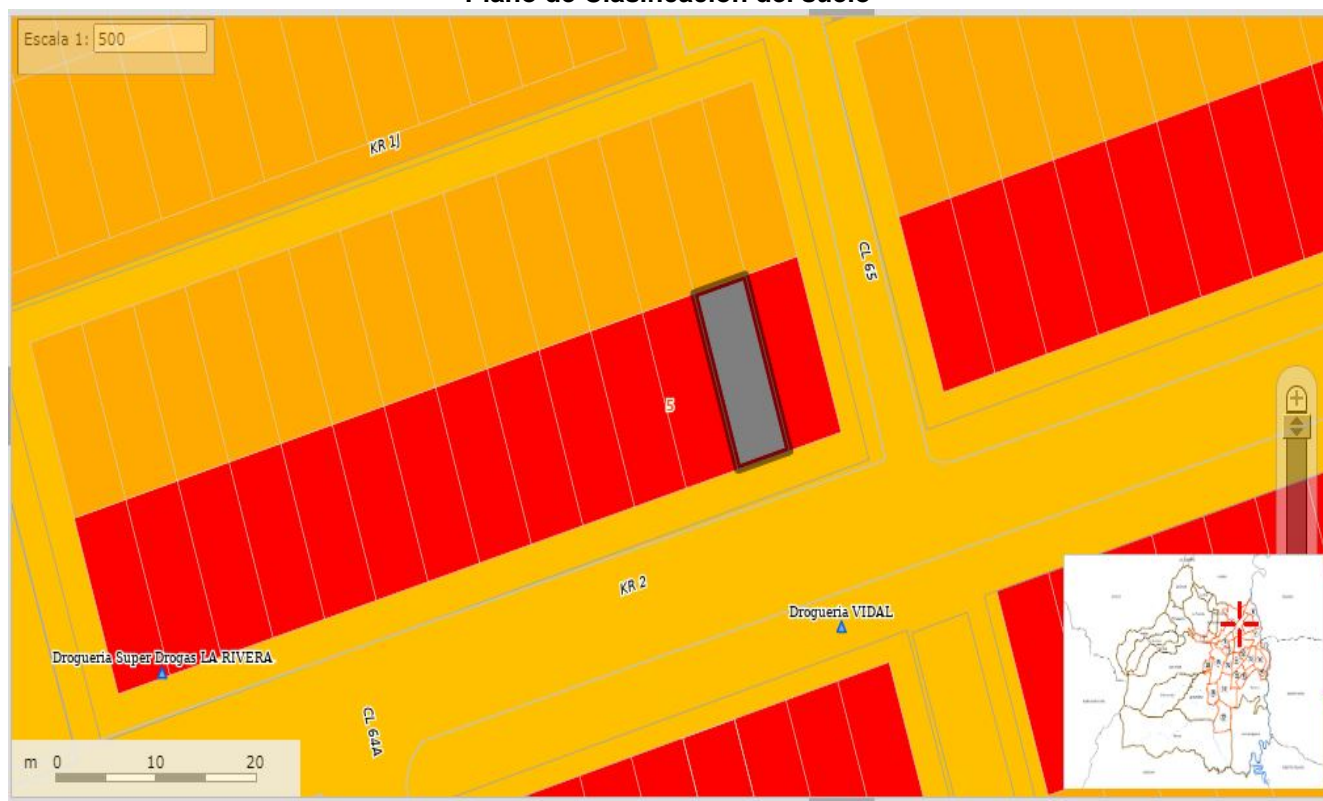 Plano de Clasificación del suelo
Escala 1: 500
KR 1J
CL 65
5
KR 2
Drogueria VIDAL
Drogueria Super Drogas LA RIVERA
CL 64A
m 0 10 20